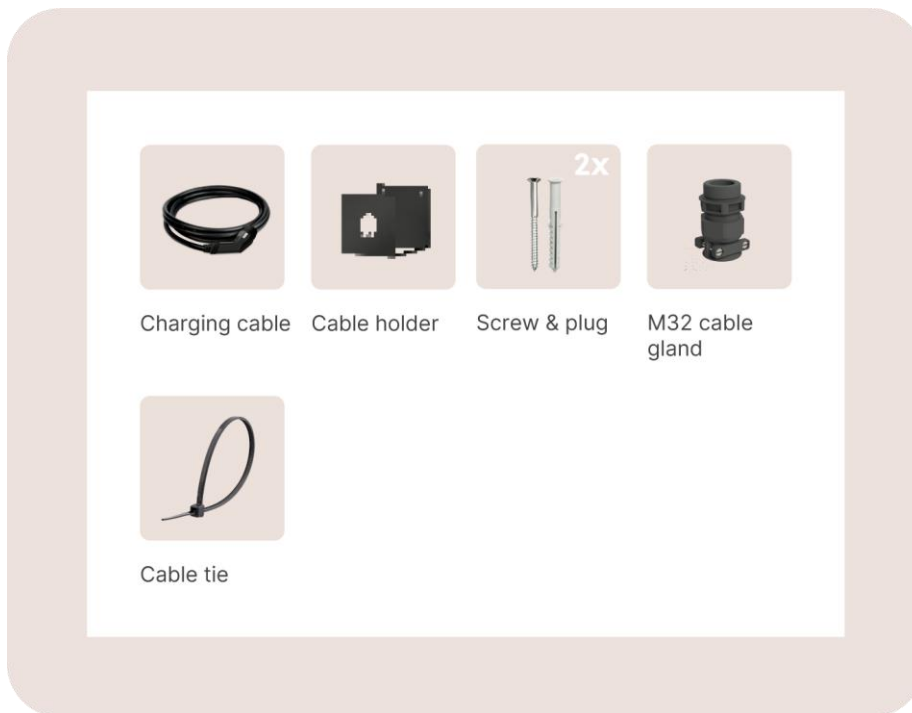 2x
Charging cable
Cable holder
Screw & plug
M32 cable
gland
Cable tie